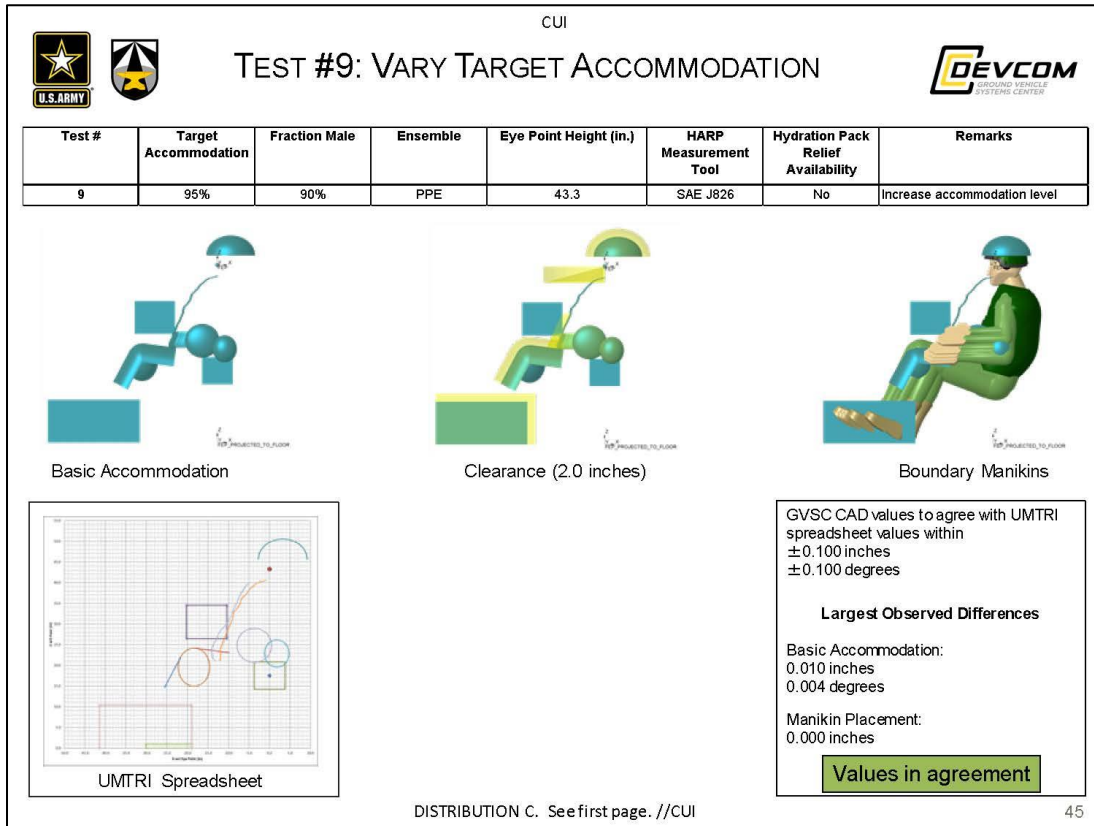 CUI
TEST #9: VARY TARGET ACCOMMODATION
U.S.ARMY
DEVCOM
GROUND VEHICLE
SYSTEMS CENTER
Test # Target Accommodation Fraction Male Ensemble Eye Point Height (in.) HARP Measurement Tool Hydration Pack Relief Availability Remarks
9 95% 90% PPE 43.3 SAE J826 No Increase accommodation level
Basic Accommodation
Clearance (2.0 inches)
Boundary Manikins
UMTRI Spreadsheet
GVSC CAD values to agree with UMTRI
spreadsheet values within
±0.100 inches
±0.100 degrees
Largest Observed Differences
Basic Accommodation:
0.010 inches
0.004 degrees
Manikin Placement:
0.000 inches
Values in agreement
DISTRIBUTION C. See first page. //CUI
45